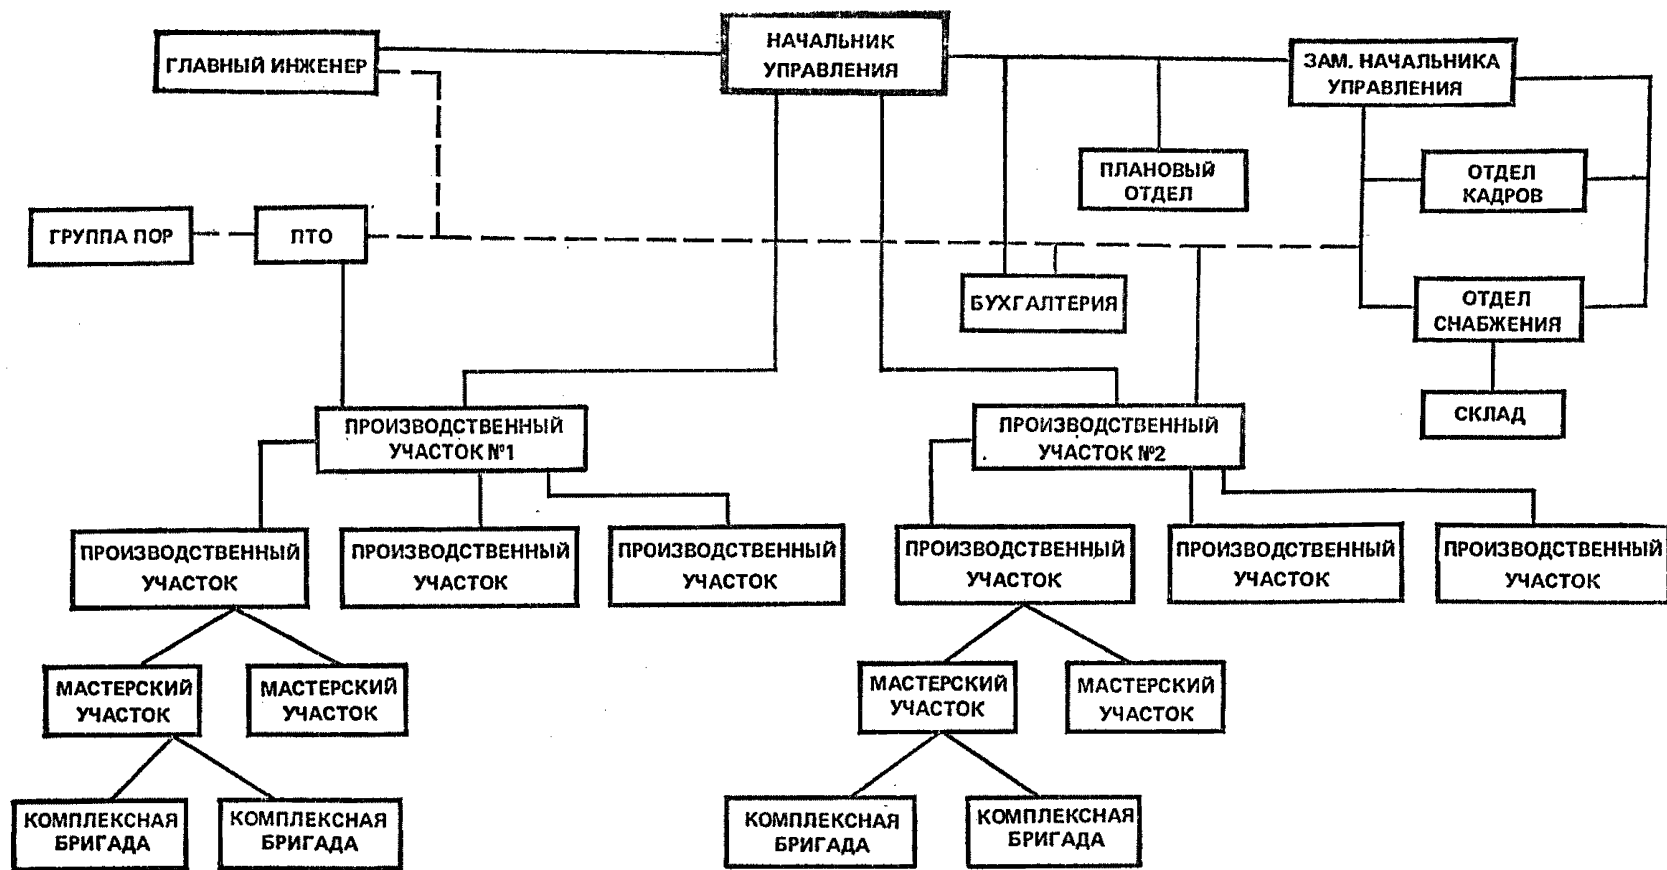 НАЧАЛЬНИК
УПРАВЛЕНИЯ
ГЛАВНЫЙ ИНЖЕНЕР
ЗАМ. НАЧАЛЬНИКА
УПРАВЛЕНИЯ
ПЛАНОВЫЙ
ОТДЕЛ
ОТДЕЛ
КАДРОВ
ГРУППА ПОР
ПТО
БУХГАЛТЕРИЯ
ОТДЕЛ
СНАБЖЕНИЯ
СКЛАД
ПРОИЗВОДСТВЕННЫЙ
УЧАСТОК №1
ПРОИЗВОДСТВЕННЫЙ
УЧАСТОК №2
ПРОИЗВОДСТВЕННЫЙ
УЧАСТОК
ПРОИЗВОДСТВЕННЫЙ
УЧАСТОК
ПРОИЗВОДСТВЕННЫЙ
УЧАСТОК
ПРОИЗВОДСТВЕННЫЙ
УЧАСТОК
ПРОИЗВОДСТВЕННЫЙ
УЧАСТОК
ПРОИЗВОДСТВЕННЫЙ
УЧАСТОК
МАСТЕРСКИЙ
УЧАСТОК
МАСТЕРСКИЙ
УЧАСТОК
МАСТЕРСКИЙ
УЧАСТОК
МАСТЕРСКИЙ
УЧАСТОК
КОМПЛЕКСНАЯ
БРИГАДА
КОМПЛЕКСНАЯ
БРИГАДА
КОМПЛЕКСНАЯ
БРИГАДА
КОМПЛЕКСНАЯ
БРИГАДА